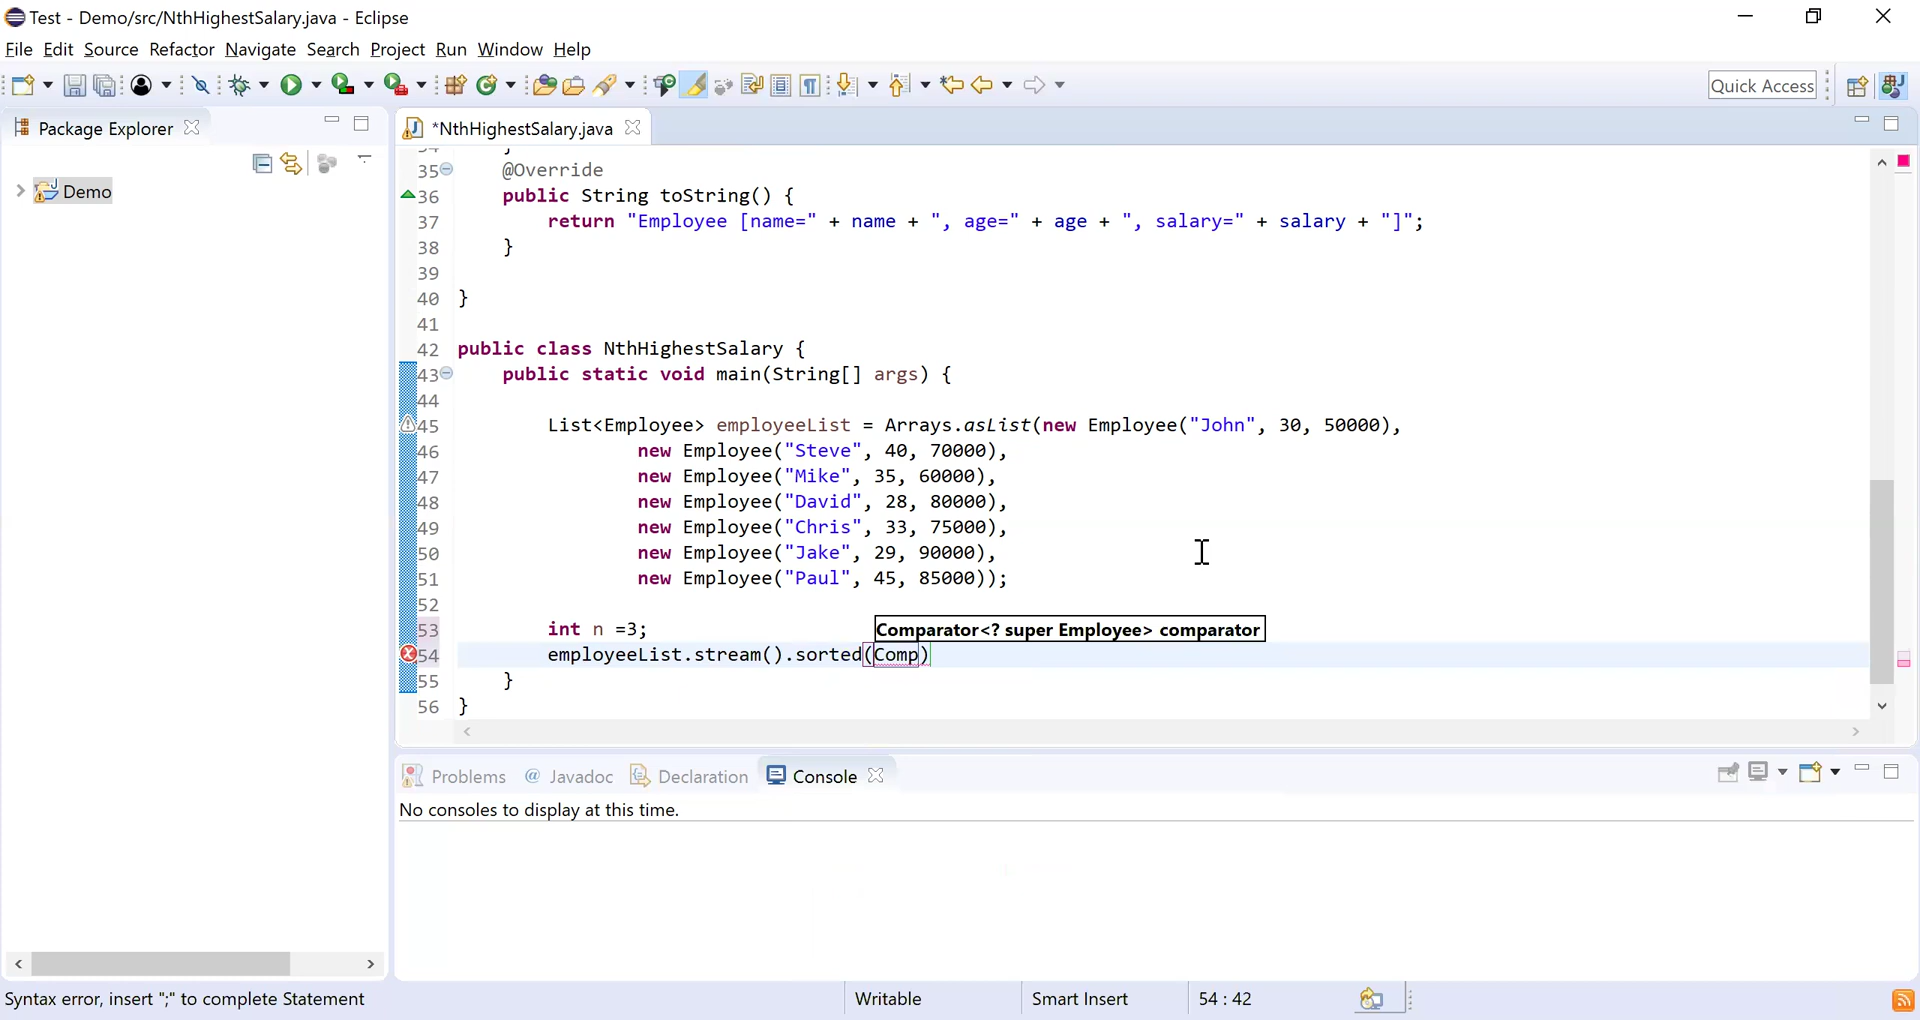 Test - Demo/src/NthHighestSalary.java - Eclipse
File Edit Source Refactor Navigate Search Project Run Window Help
Quick Access
Package Explorer
*NthHighestSalary.java
Demo
35 @Override
36 public String toString() {
37 return "Employee [name=" + name + ", age=" + age + ", salary=" + salary + "]";
38 }
39
40 }
41
42 public class NthHighestSalary {
43 public static void main(String[] args) {
44
45 List<Employee> employeeList = Arrays.asList(new Employee("John", 30, 50000),
46 new Employee("Steve", 40, 70000),
47 new Employee("Mike", 35, 60000),
48 new Employee("David", 28, 80000),
49 new Employee("Chris", 33, 75000),
50 new Employee("Jake", 29, 90000),
51 new Employee("Paul", 45, 85000));
52
53 int n =3;
Comparator<? super Employee> comparator
54 employeeList.stream().sorted(Comp)
55 }
56 }
Problems @ Javadoc Declaration Console
No consoles to display at this time.
Syntax error, insert ";" to complete Statement
Writable
Smart Insert
54 : 42